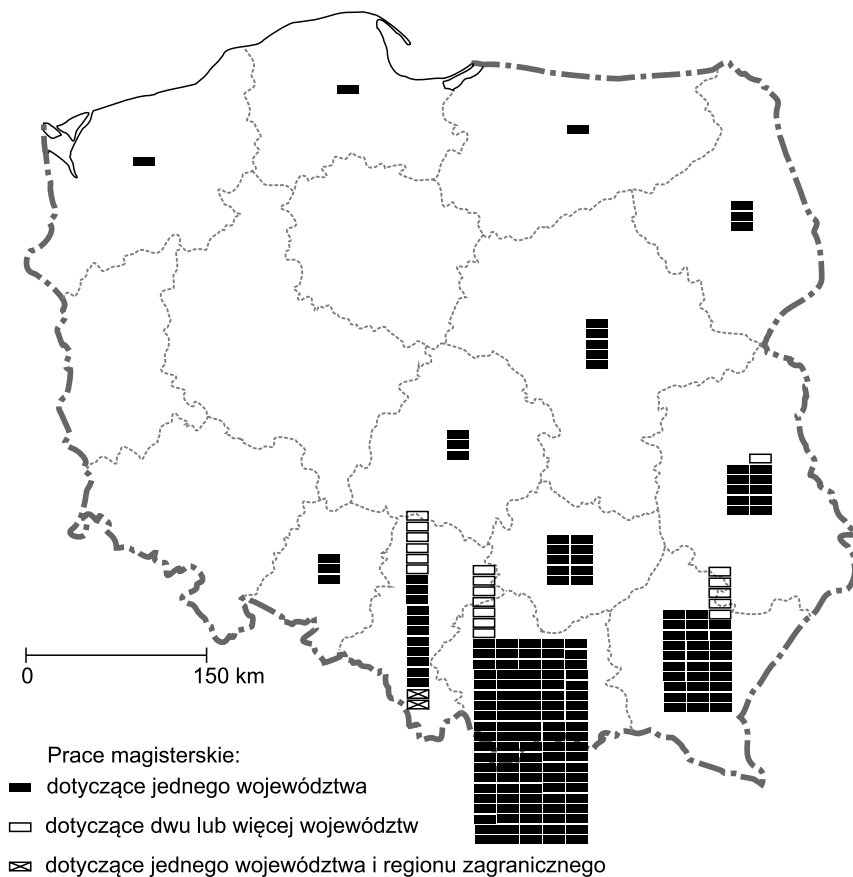 0 150 km
Prace magisterskie:
dotyczące jednego województwa
dotyczące dwu lub więcej województw
dotyczące jednego województwa i regionu zagranicznego